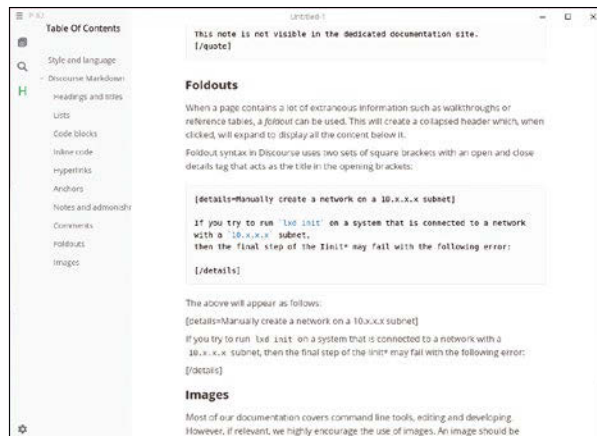 Untitled-1
Table Of Contents
Style and language
Discourse Markdown
Headings and titles
Lists
Code blocks
Inline code
Hyperlinks
Anchors
Notes and admonishm
Comments
Foldouts
Images
H
This note is not visible in the dedicated documentation site.
[/quote]
Foldouts
When a page contains a lot of extraneous information such as walkthroughs or
reference tables, a foldout can be used. This will create a collapsed header which, when
clicked, will expand to display all the content below it.
Foldout syntax in Discourse uses two sets of square brackets with an open and close
details tag that acts as the title in the opening brackets:
[details=Manually create a network on a 10.x.x.x subnet]
If you try to run `lxd init` on a system that is connected to a network
with a `10.x.x.x` subnet,
then the final step of the Iinit* may fail with the following error:
[/details]
The above will appear as follows:
[details=Manually create a network on a 10.x.x.x subnet]
If you try to run lxd init on a system that is connected to a network with a
10.x.x.x subnet, then the final step of the Iinit* may fail with the following error:
[/details]
Images
Most of our documentation covers command line tools, editing and developing.
However, if relevant, we highly encourage the use of images. An image should be